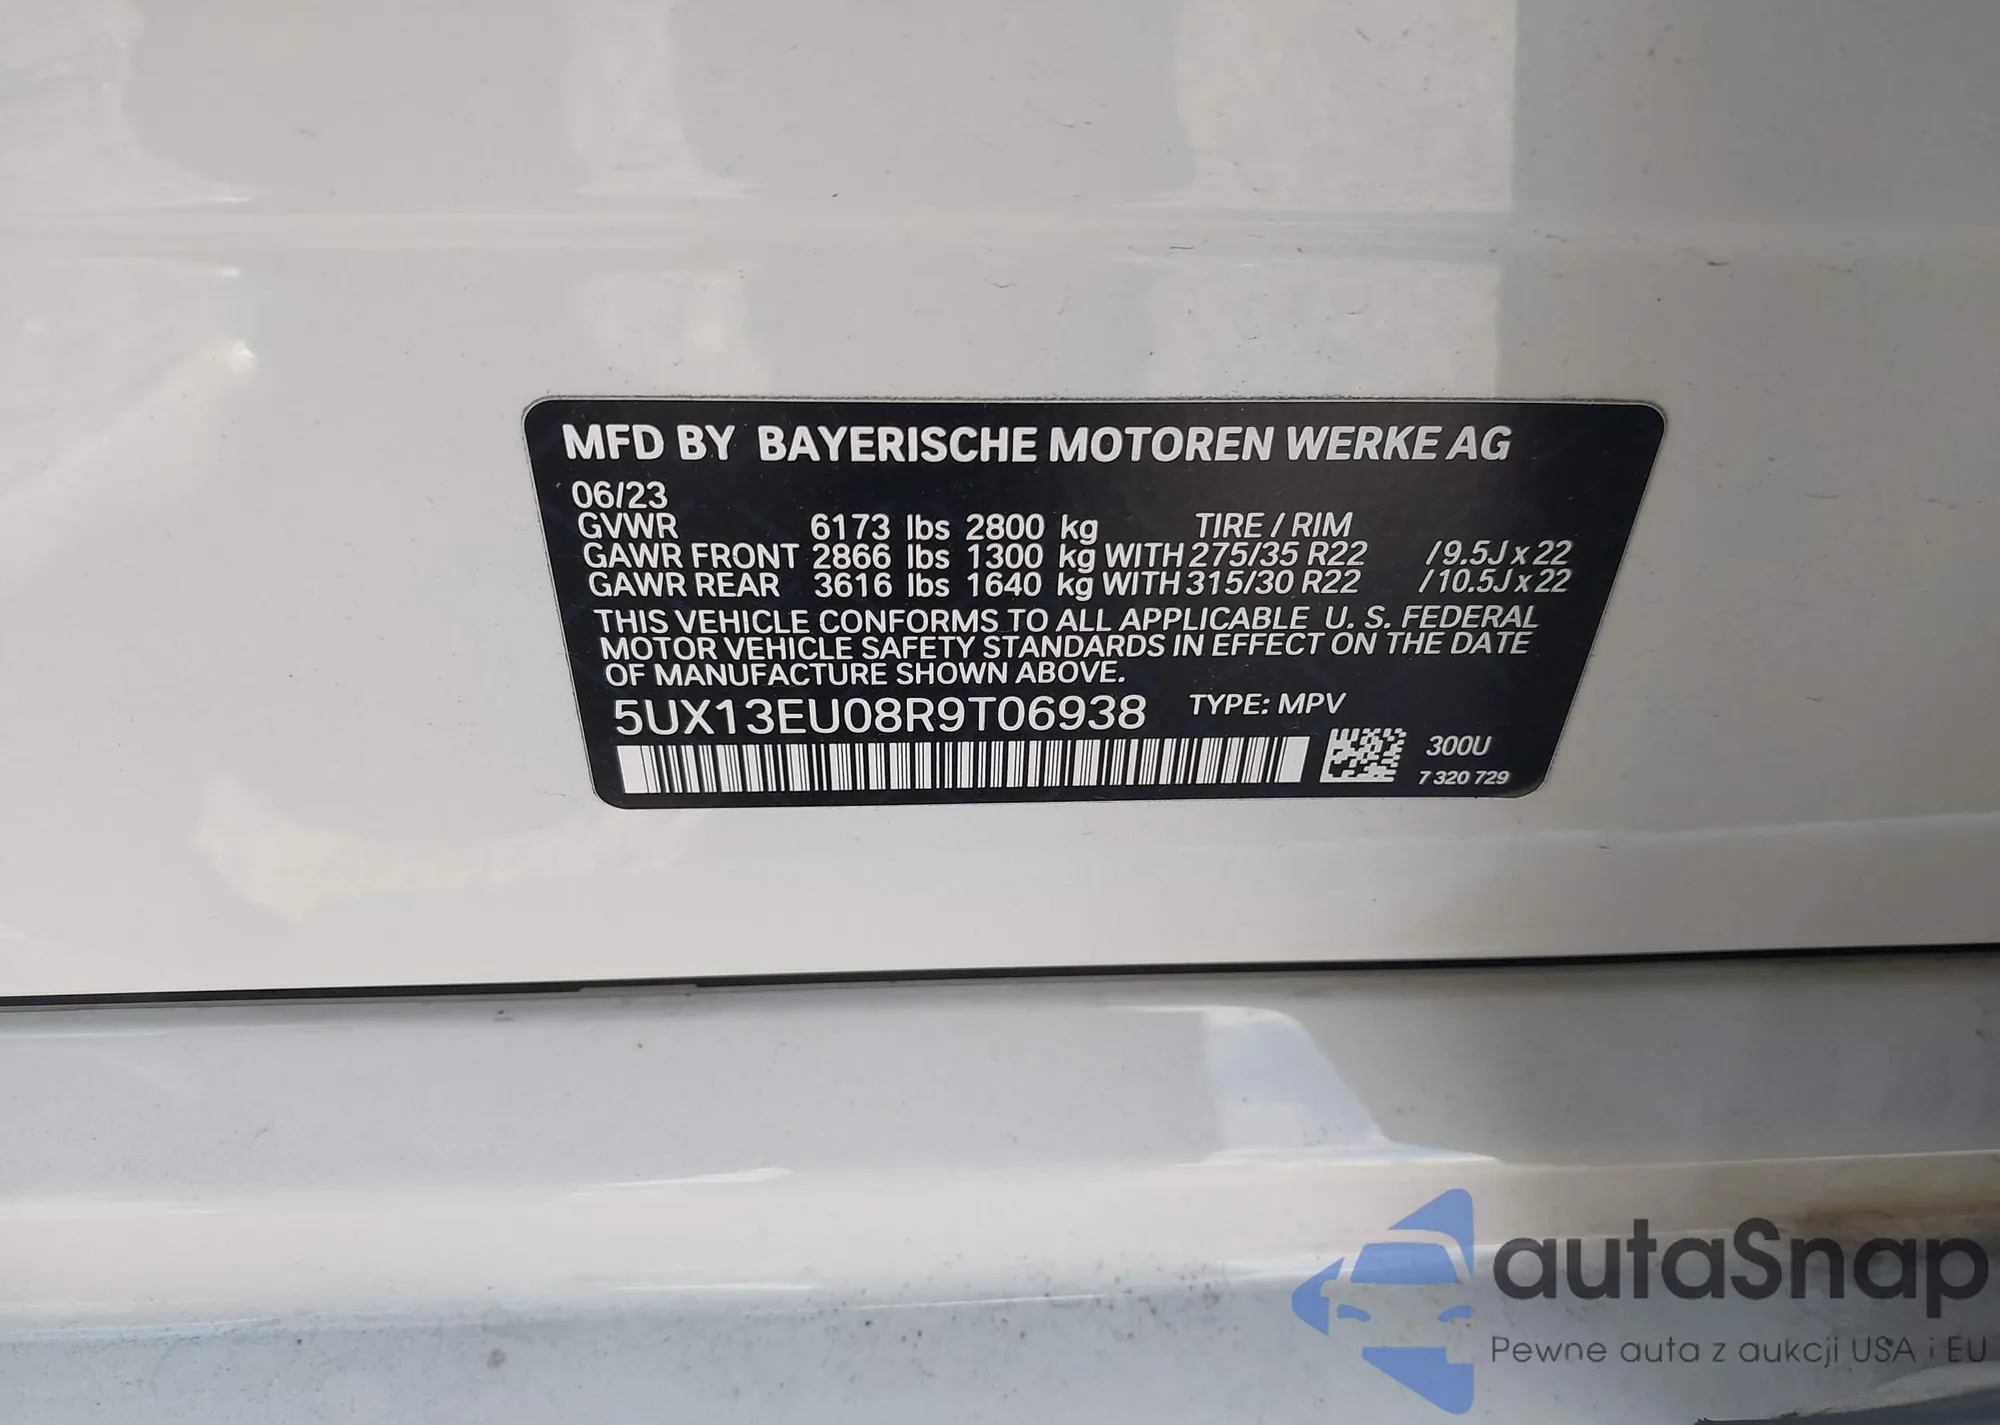 MFD BY BAYERISCHE MOTOREN WERKE AG
06/23
GVWR 6173 lbs 2800 kg TIRE / RIM
GAWR FRONT 2866 lbs 1300 kg WITH 275/35 R22 /9.5J x 22
GAWR REAR 3616 lbs 1640 kg WITH 315/30 R22 /10.5J x 22
THIS VEHICLE CONFORMS TO ALL APPLICABLE U. S. FEDERAL
MOTOR VEHICLE SAFETY STANDARDS IN EFFECT ON THE DATE
OF MANUFACTURE SHOWN ABOVE.
5UX13EU08R9T06938 TYPE: MPV
300U
7 320 729
autaSnap
Pewne auta z aukcji USA i EU